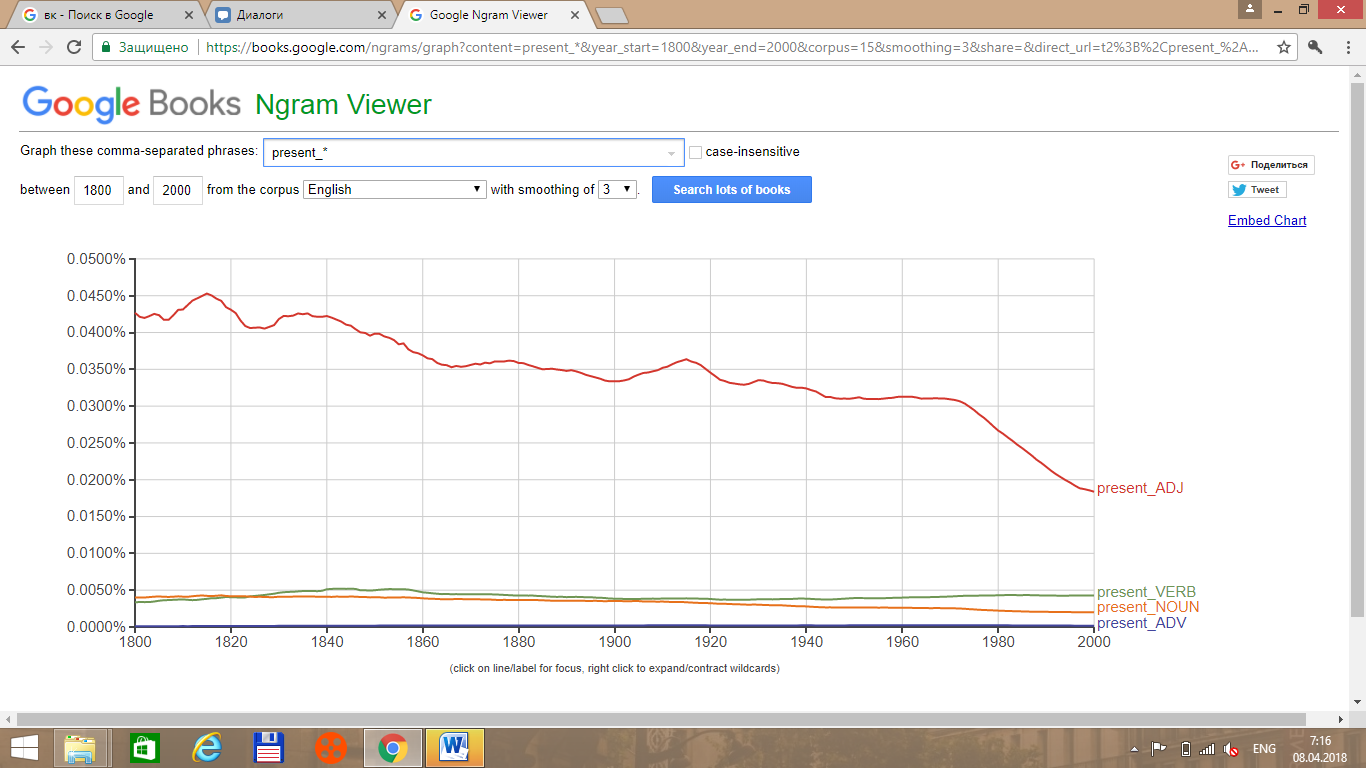 вк - Поиск в Google
Диалоги
Google Ngram Viewer
Защищено https://books.google.com/ngrams/graph?content=present_*&year_start=1800&year_end=2000&corpus=15&smoothing=3&share=&direct_url=t2%3B%2Cpresent_%2A...
Google Books Ngram Viewer
Graph these comma-separated phrases: present_* case-insensitive
between 1800 and 2000 from the corpus English with smoothing of 3 . Search lots of books
G+ Поделиться
Tweet
Embed Chart
0.0500%
0.0450%
0.0400%
0.0350%
0.0300%
0.0250%
0.0200%
0.0150%
0.0100%
0.0050%
0.0000%
present_ADJ
present_VERB
present_NOUN
present_ADV
1800 1820 1840 1860 1880 1900 1920 1940 1960 1980 2000
(click on line/label for focus, right click to expand/contract wildcards)
ENG
7:16
08.04.2018